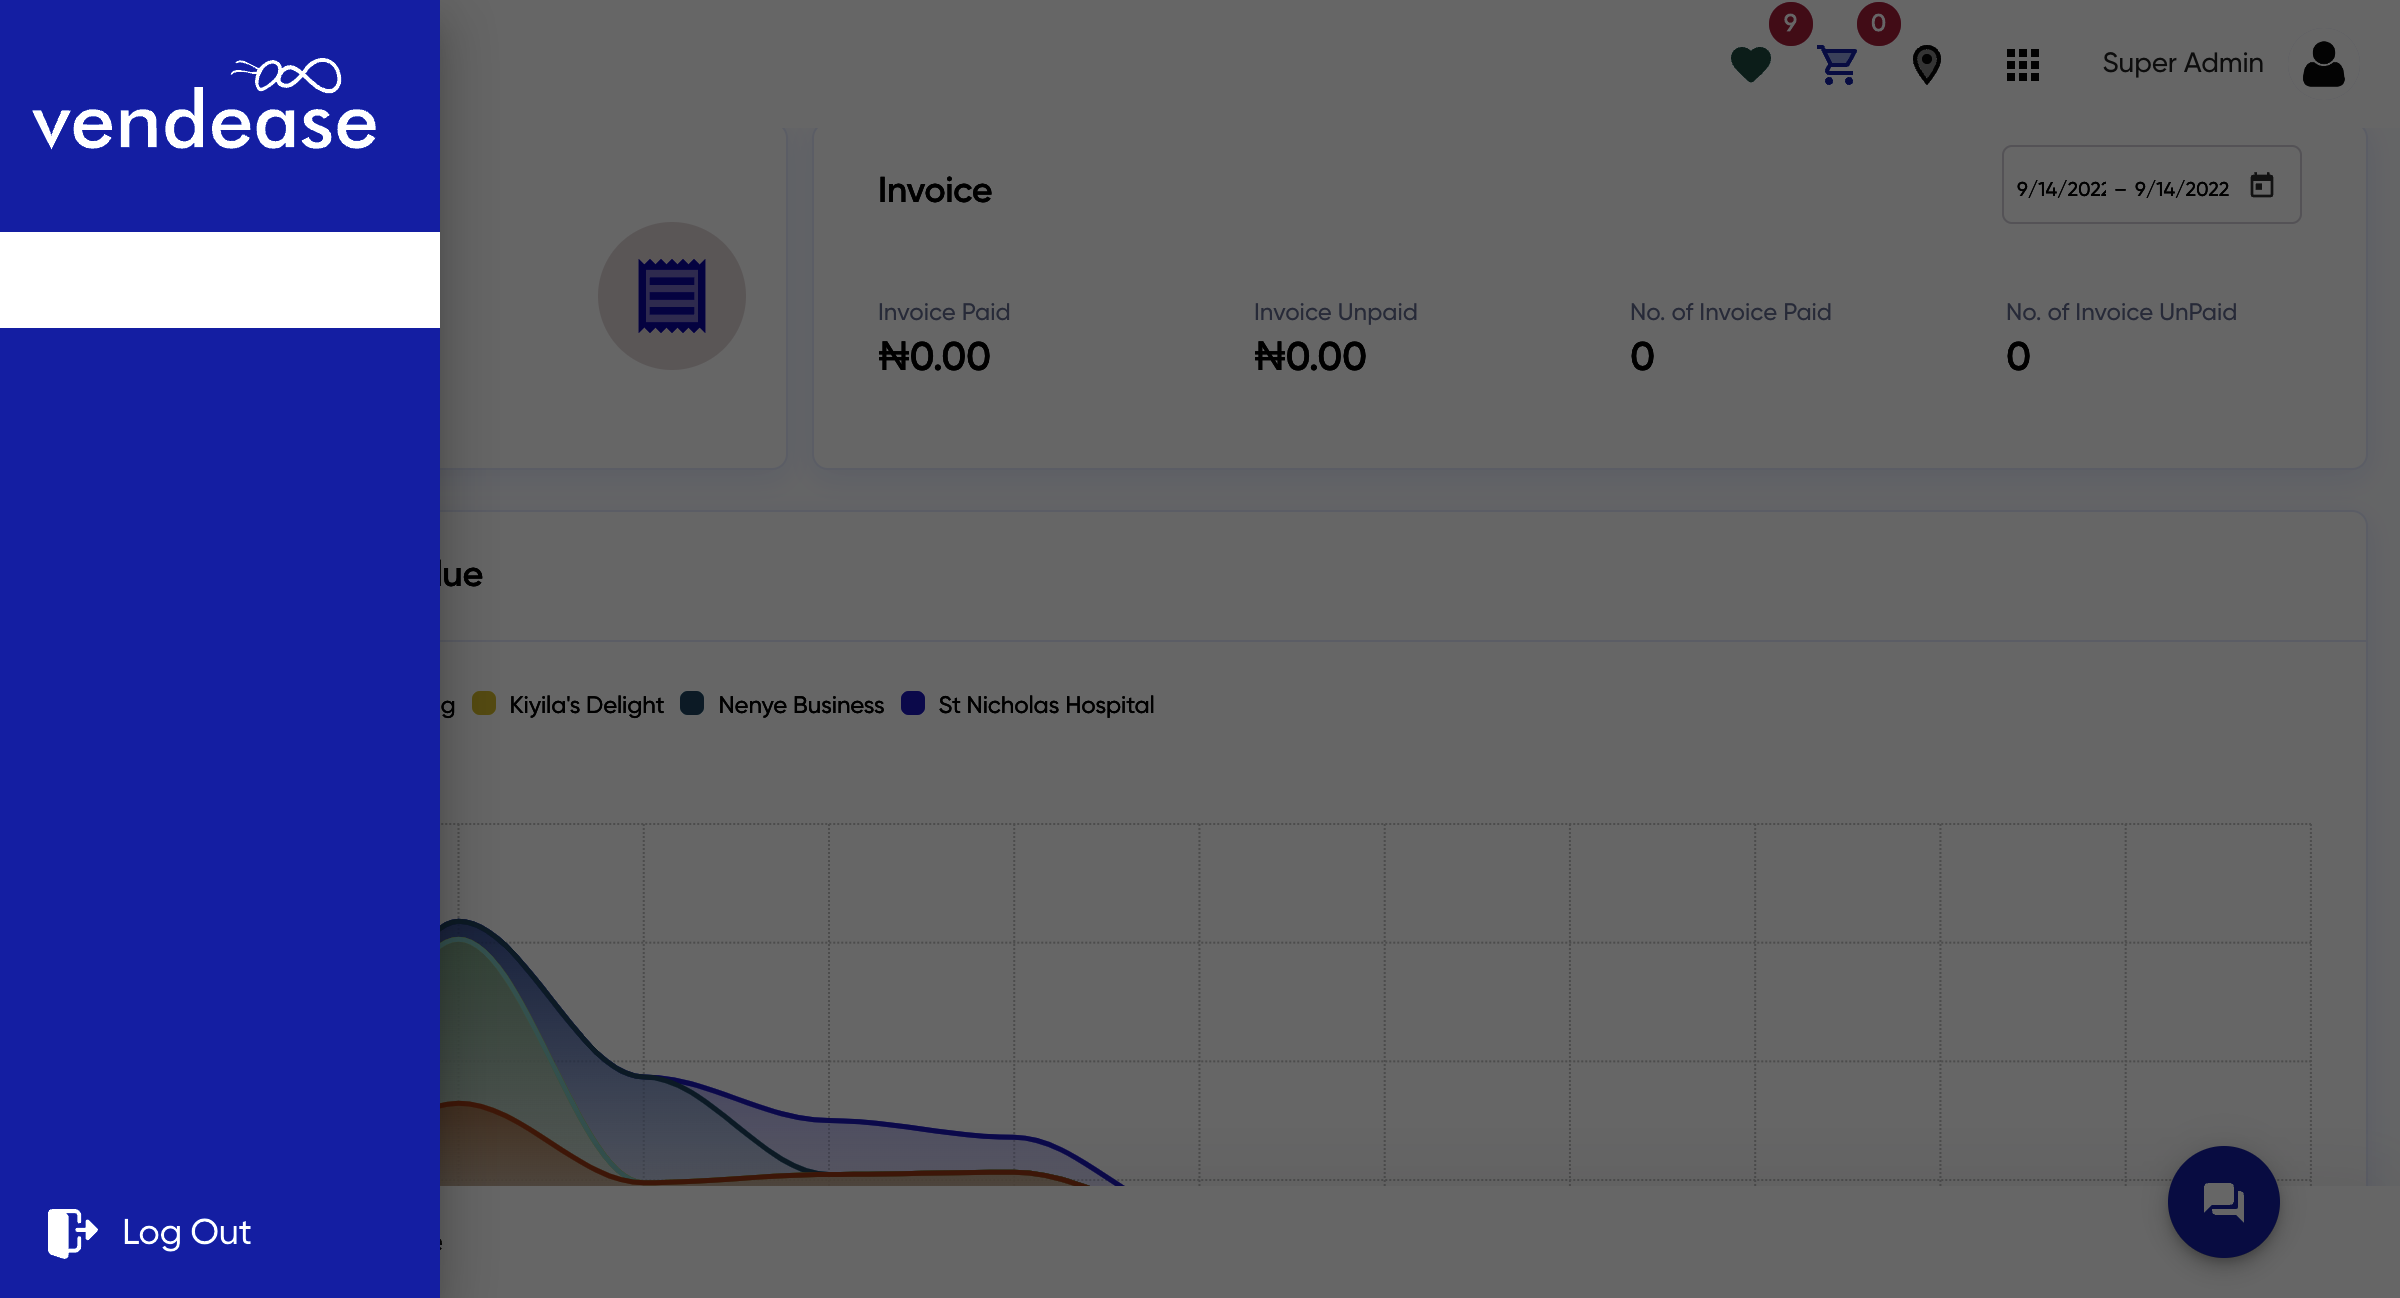 vendease
9
0
Super Admin
Invoice
9/14/2022 – 9/14/2022
Invoice Paid
Invoice Unpaid
No. of Invoice Paid
No. of Invoice UnPaid
₦0.00
₦0.00
0
0
lue
g
Kiyila's Delight
Nenye Business
St Nicholas Hospital
Log Out